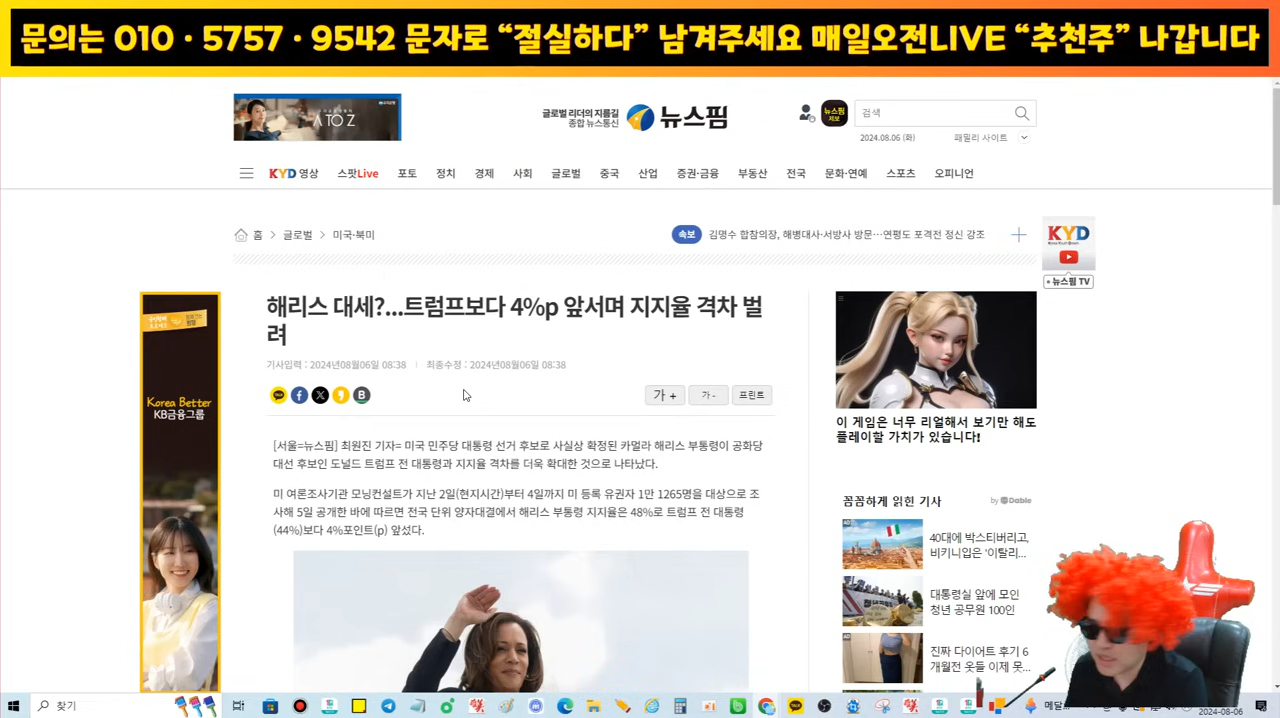 문의는 010 · 5757 · 9542 문자로 “절실하다” 남겨주세요 매일오전LIVE “추천주” 나갑니다
A TO Z
글로벌 리더의 지름길
종합 뉴스통신
뉴스핌
뉴스핌
제보
검색
2024.08.06 (화)
패밀리 사이트
KYD 영상
스팟Live
포토
정치
경제
사회
글로벌
중국
산업
증권·금융
부동산
전국
문화·연예
스포츠
오피니언
홈
글로벌
미국·북미
속보
김명수 합참의장, 해병대사·서방사 방문…연평도 포격전 정신 강조
KYD
• 뉴스핌 TV
해리스 대세?...트럼프보다 4%p 앞서며 지지율 격차 벌
려
기사입력 : 2024년08월06일 08:38
최종수정 : 2024년08월06일 08:38
가 +
가 -
프린트
[서울=뉴스핌] 최원진 기자= 미국 민주당 대통령 선거 후보로 사실상 확정된 카멀라 해리스 부통령이 공화당
대선 후보인 도널드 트럼프 전 대통령과 지지율 격차를 더욱 확대한 것으로 나타났다.
미 여론조사기관 모닝컨설트가 지난 2일(현지시간)부터 4일까지 미 등록 유권자 1만 1265명을 대상으로 조
사해 5일 공개한 바에 따르면 전국 단위 양자대결에서 해리스 부통령 지지율은 48%로 트럼프 전 대통령
(44%)보다 4%포인트(p) 앞섰다.
Korea Better
KB금융그룹
이 게임은 너무 리얼해서 보기만 해도
플레이할 가치가 있습니다!
꼼꼼하게 읽힌 기사
by Dable
AD
40대에 박스티버리고,
비키니입은 '이탈리...
대통령실 앞에 모인
청년 공무원 100인
AD
진짜 다이어트 후기 6
개월전 옷들 이제 못...
찾기
메달...
2024-08-06